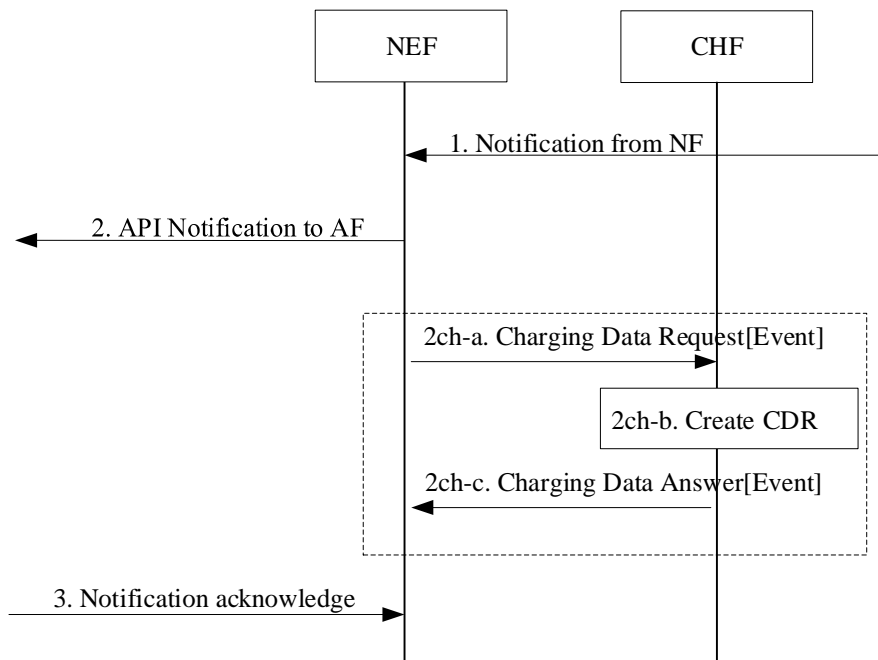 NEF
CHF
1. Notification from NF
2. API Notification to AF
2ch-a. Charging Data Request[Event]
2ch-b. Create CDR
2ch-c. Charging Data Answer[Event]
3. Notification acknowledge